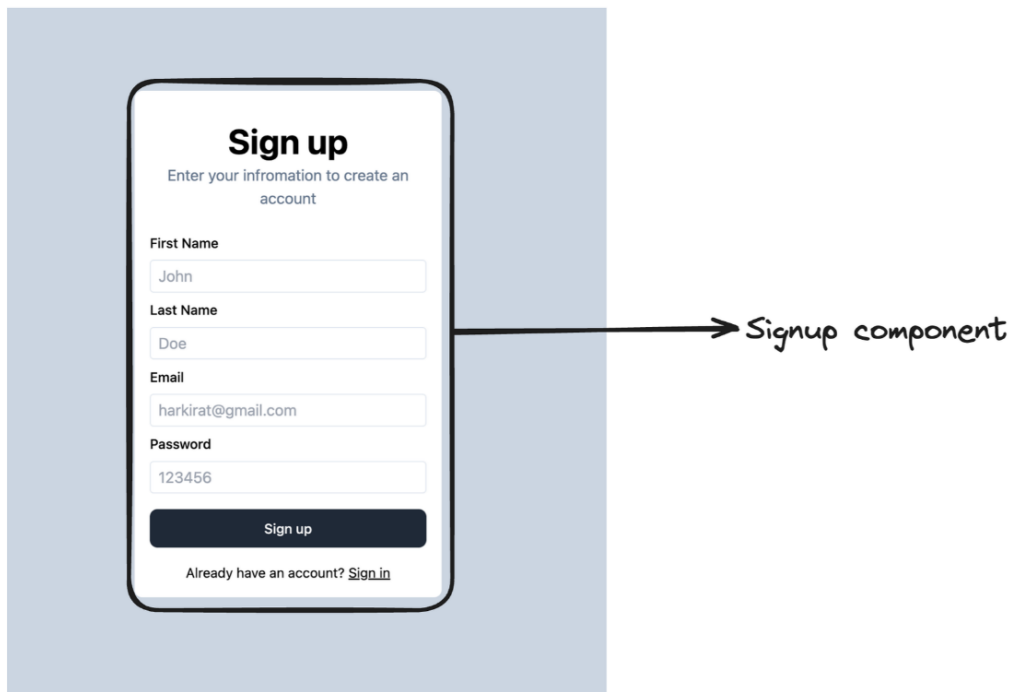 Sign up
Enter your infromation to create an
account
First Name
John
Last Name
Doe
Email
harkirat@gmail.com
Password
123456
Sign up
Already have an account? Sign in
Signup component